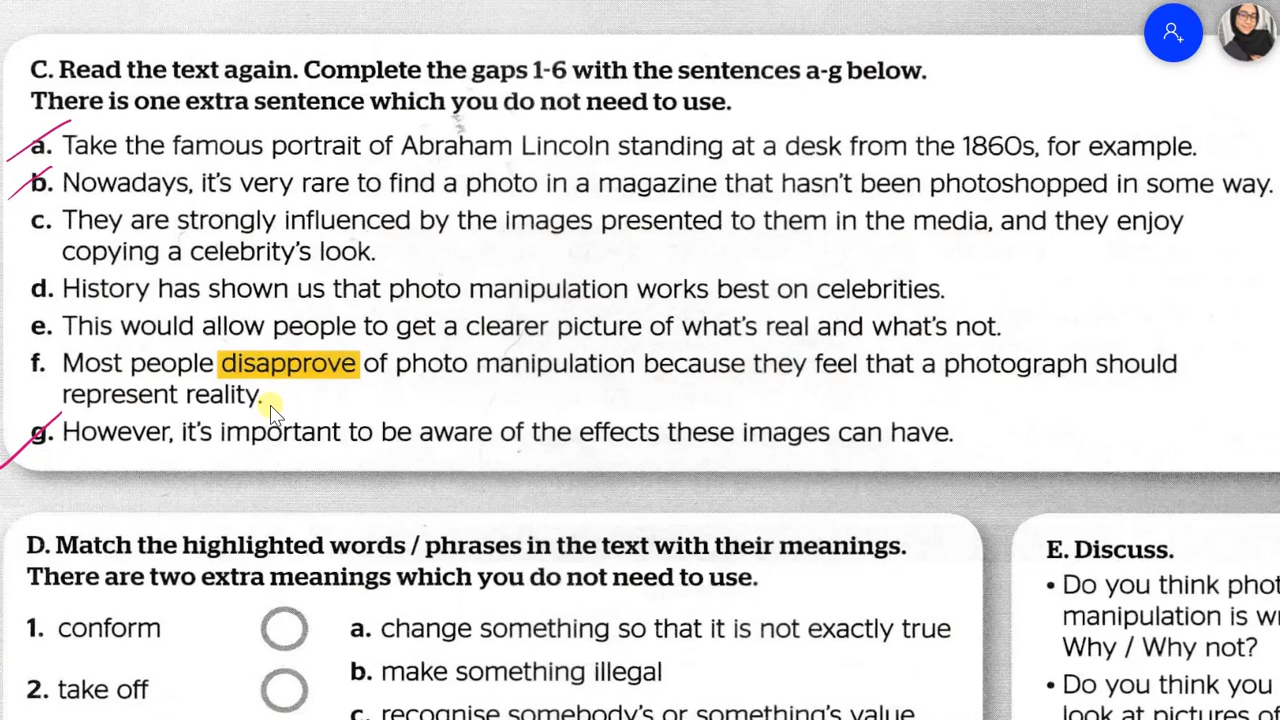 C. Read the text again. Complete the gaps 1-6 with the sentences a-g below.
There is one extra sentence which you do not need to use.
a. Take the famous portrait of Abraham Lincoln standing at a desk from the 1860s, for example.
b. Nowadays, it's very rare to find a photo in a magazine that hasn't been photoshopped in some way.
c. They are strongly influenced by the images presented to them in the media, and they enjoy
copying a celebrity's look.
d. History has shown us that photo manipulation works best on celebrities.
e. This would allow people to get a clearer picture of what's real and what's not.
f. Most people disapprove of photo manipulation because they feel that a photograph should
represent reality.
g. However, it's important to be aware of the effects these images can have.
D. Match the highlighted words / phrases in the text with their meanings.
There are two extra meanings which you do not need to use.
1. conform
a. change something so that it is not exactly true
b. make something illegal
2. take off
c. recognise somebody's or something's value
E. Discuss.
• Do you think phot
manipulation is w
Why / Why not?
• Do you think you
look at pictures of